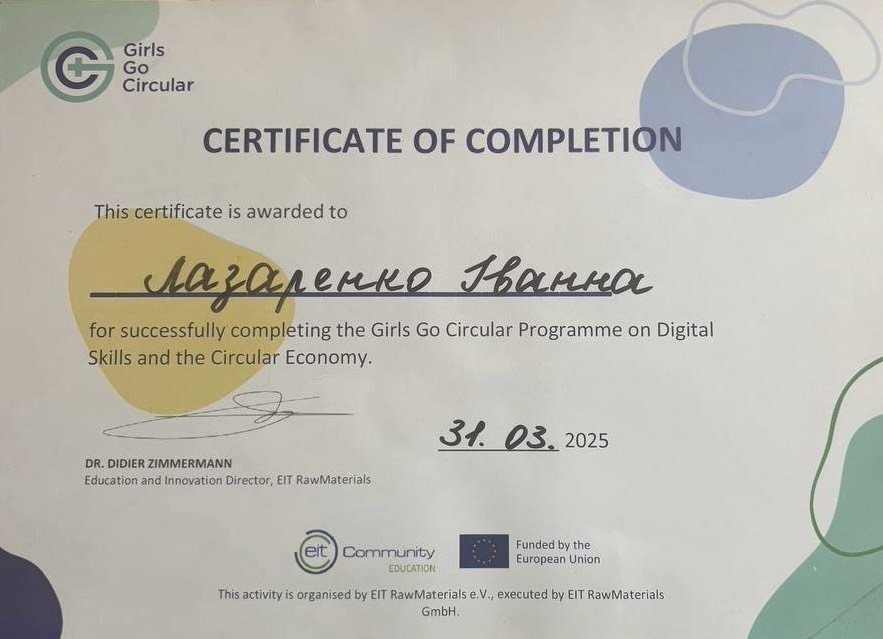 Girls
Go
Circular
CERTIFICATE OF COMPLETION
This certificate is awarded to
Лазаренко Іванна
for successfully completing the Girls Go Circular Programme on Digital
Skills and the Circular Economy.
31. 03. 2025
DR. DIDIER ZIMMERMANN
Education and Innovation Director, EIT RawMaterials
eit Community
EDUCATION
Funded by the
European Union
This activity is organised by EIT RawMaterials e.V., executed by EIT RawMaterials
GmbH.